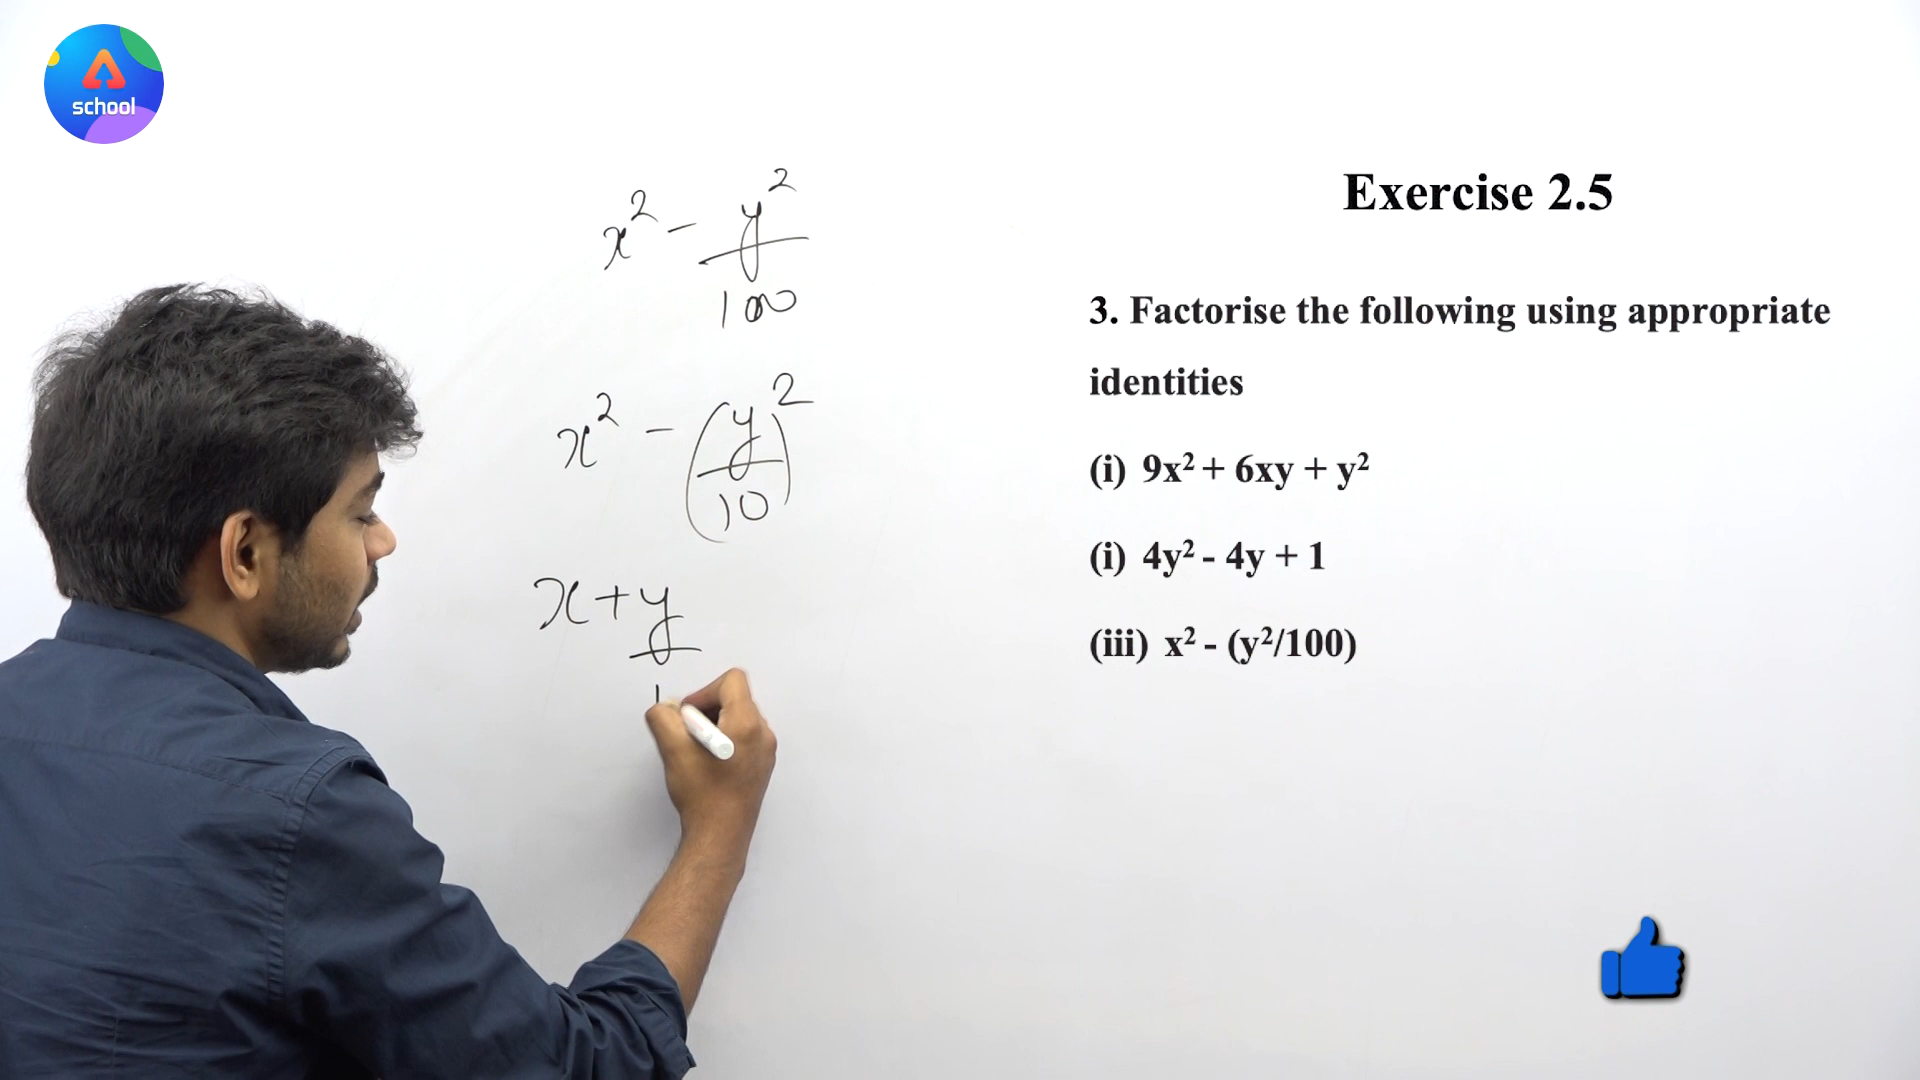 school
x² - y²/100
x² - (y/10)²
x + y/1
Exercise 2.5
3. Factorise the following using appropriate
identities
(i) 9x² + 6xy + y²
(i) 4y² - 4y + 1
(iii) x² - (y²/100)